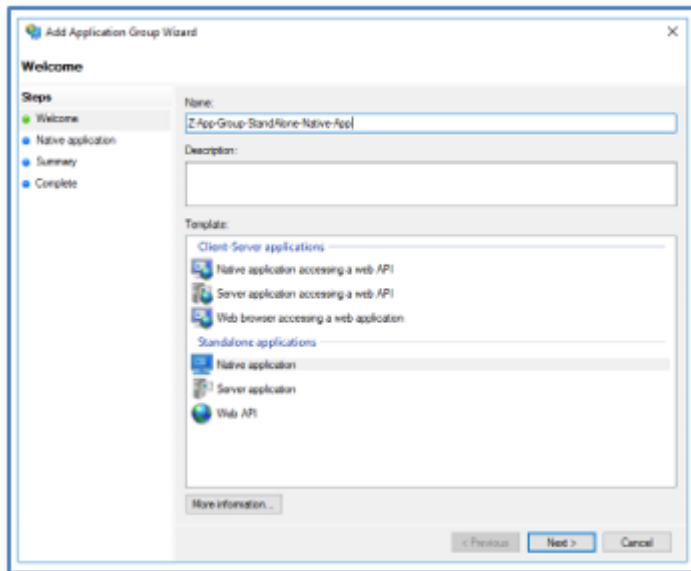 Add Application Group Wizard
Welcome
Steps
Welcome
Native application
Summary
Complete
Name:
Z-App-Group-StandAlone-Native-App
Description:
Template:
Client-Server applications
Native application accessing a web API
Server application accessing a web API
Web browser accessing a web application
Standalone applications
Native application
Server application
Web API
More information...
< Previous
Next >
Cancel